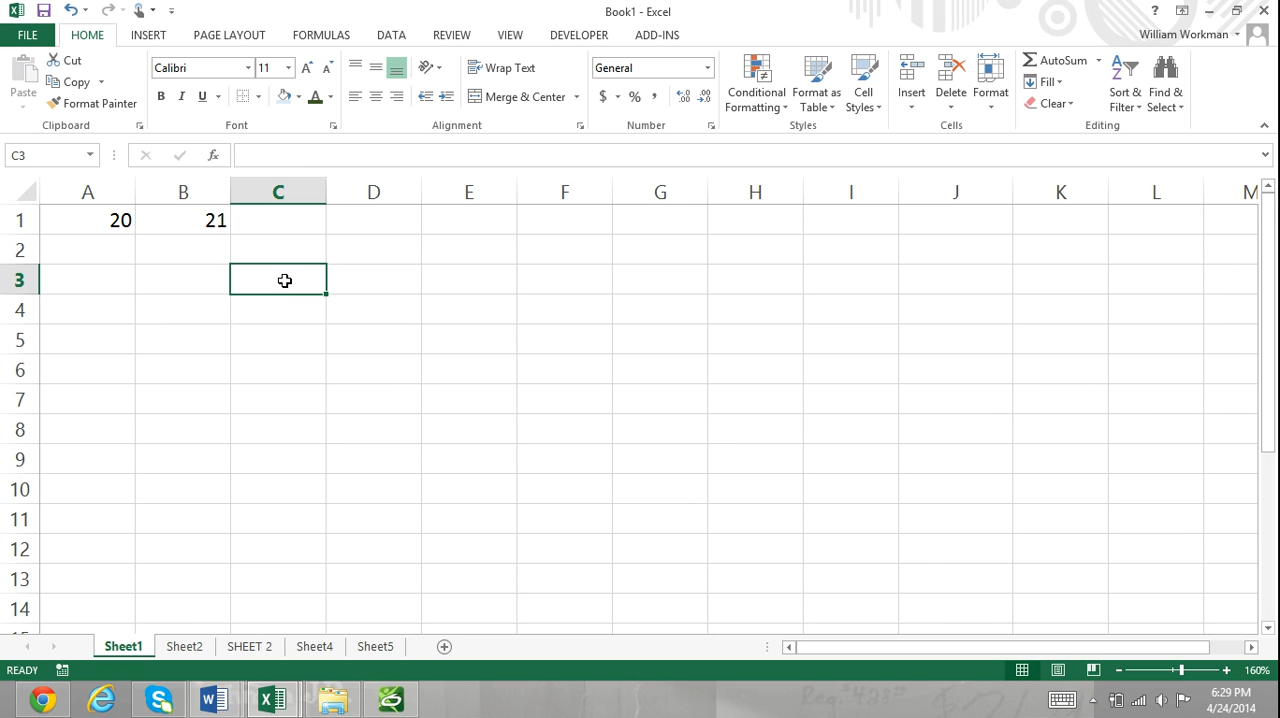 Book1 - Excel
?
FILE HOME INSERT PAGE LAYOUT FORMULAS DATA REVIEW VIEW DEVELOPER ADD-INS William Workman
Paste
Cut
Copy
Format Painter
Clipboard
Calibri 11
B I U
Font
Wrap Text
Merge & Center
Alignment
General
$ % ,
Number
Conditional Formatting
Format as Table
Cell Styles
Styles
Insert
Delete
Format
Cells
AutoSum
Fill
Clear
Sort & Filter
Find & Select
Editing
C3 fx
A B C D E F G H I J K L M
1 20 21
2
3
4
5
6
7
8
9
10
11
12
13
14
Sheet1 Sheet2 SHEET 2 Sheet4 Sheet5
READY 160%
6:29 PM
4/24/2014